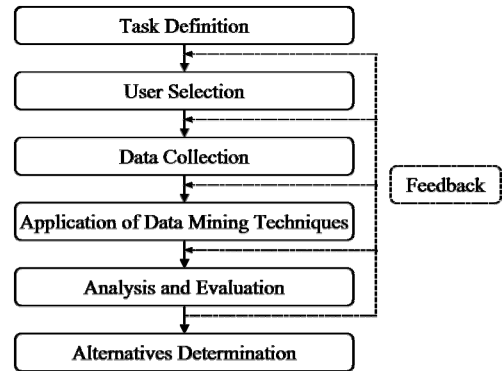 Task Definition
User Selection
Data Collection
Feedback
Application of Data Mining Techniques
Analysis and Evaluation
Alternatives Determination